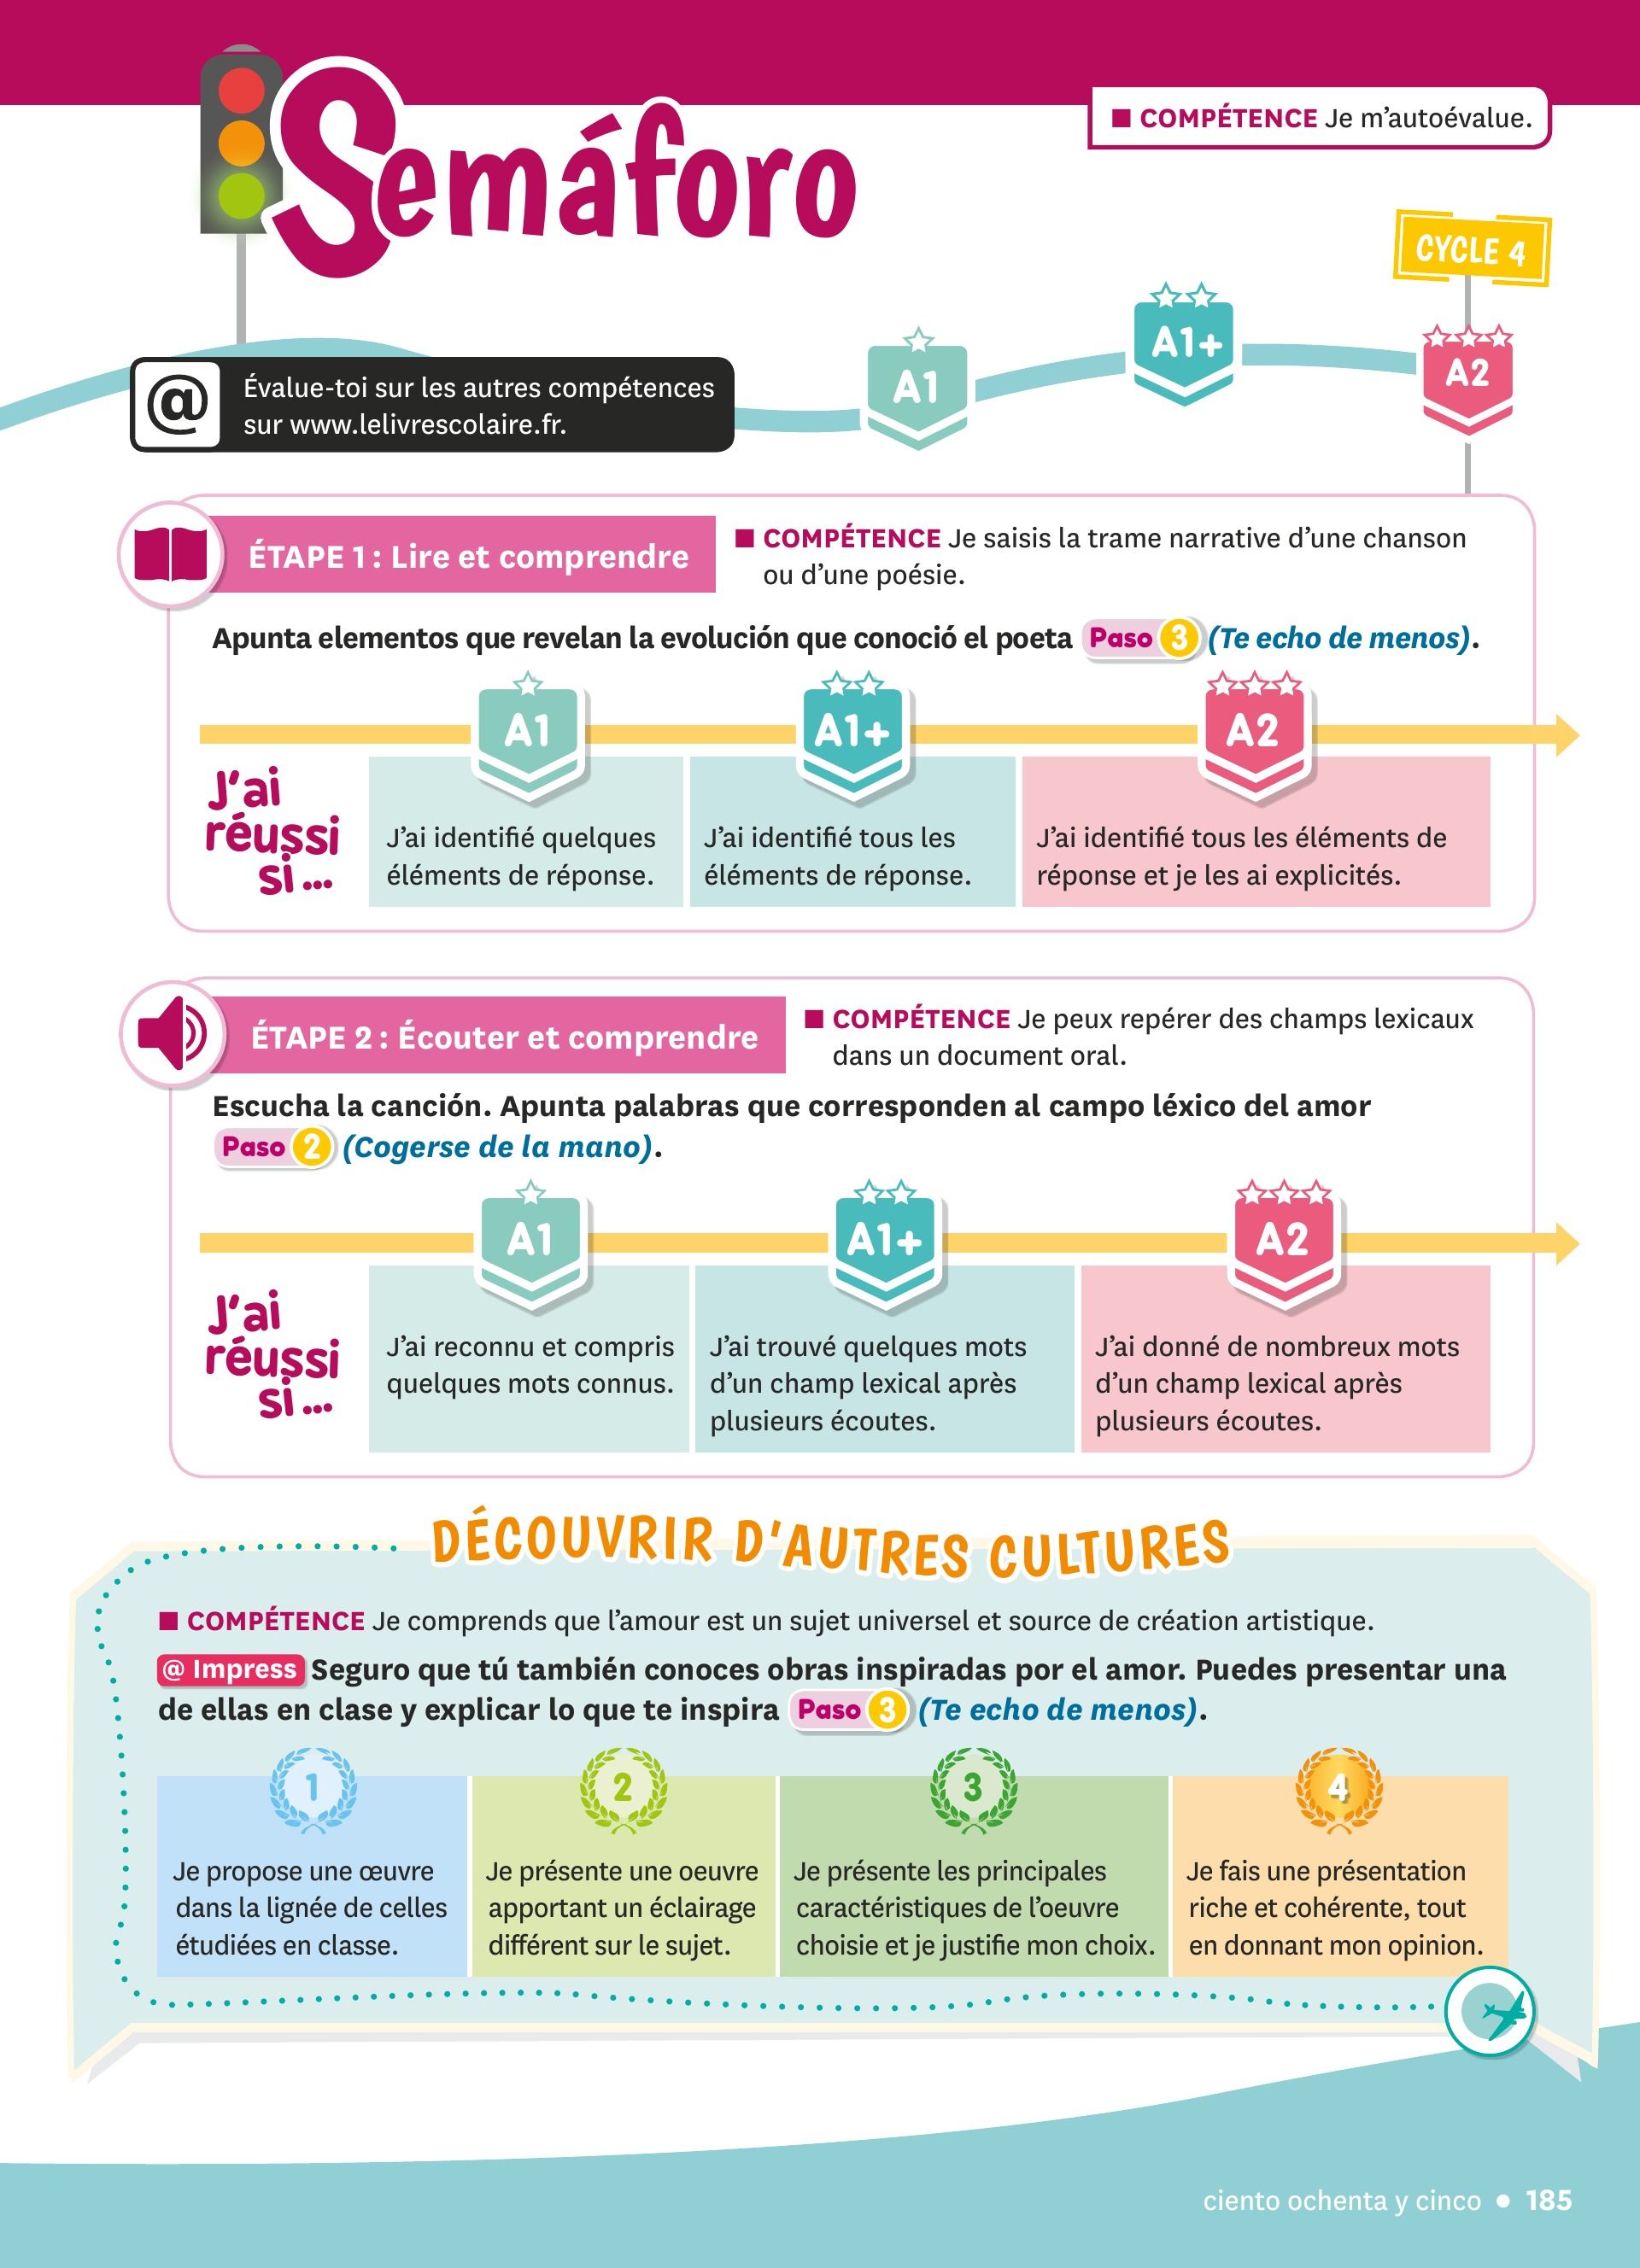 Semáforo
■ COMPÉTENCE Je m'autoévalue.
CYCLE 4
@ Évalue-toi sur les autres compétences
sur www.lelivrescolaire.fr.
A1
A1+
A2
ÉTAPE 1 : Lire et comprendre
■ COMPÉTENCE Je saisis la trame narrative d'une chanson
ou d'une poésie.
Apunta elementos que revelan la evolución que conoció el poeta Paso 3 (Te echo de menos).
A1
A1+
A2
J'ai
réussi
si ...
J'ai identifié quelques
éléments de réponse.
J'ai identifié tous les
éléments de réponse.
J'ai identifié tous les éléments de
réponse et je les ai explicités.
ÉTAPE 2 : Écouter et comprendre
■ COMPÉTENCE Je peux repérer des champs lexicaux
dans un document oral.
Escucha la canción. Apunta palabras que corresponden al campo léxico del amor
Paso 2 (Cogerse de la mano).
A1
A1+
A2
J'ai
réussi
si ...
J'ai reconnu et compris
quelques mots connus.
J'ai trouvé quelques mots
d'un champ lexical après
plusieurs écoutes.
J'ai donné de nombreux mots
d'un champ lexical après
plusieurs écoutes.
DÉCOUVRIR D'AUTRES CULTURES
■ COMPÉTENCE Je comprends que l'amour est un sujet universel et source de création artistique.
@ Impress Seguro que tú también conoces obras inspiradas por el amor. Puedes presentar una
de ellas en clase y explicar lo que te inspira Paso 3 (Te echo de menos).
1
Je propose une œuvre
dans la lignée de celles
étudiées en classe.
2
Je présente une oeuvre
apportant un éclairage
différent sur le sujet.
3
Je présente les principales
caractéristiques de l'oeuvre
choisie et je justifie mon choix.
4
Je fais une présentation
riche et cohérente, tout
en donnant mon opinion.
ciento ochenta y cinco • 185